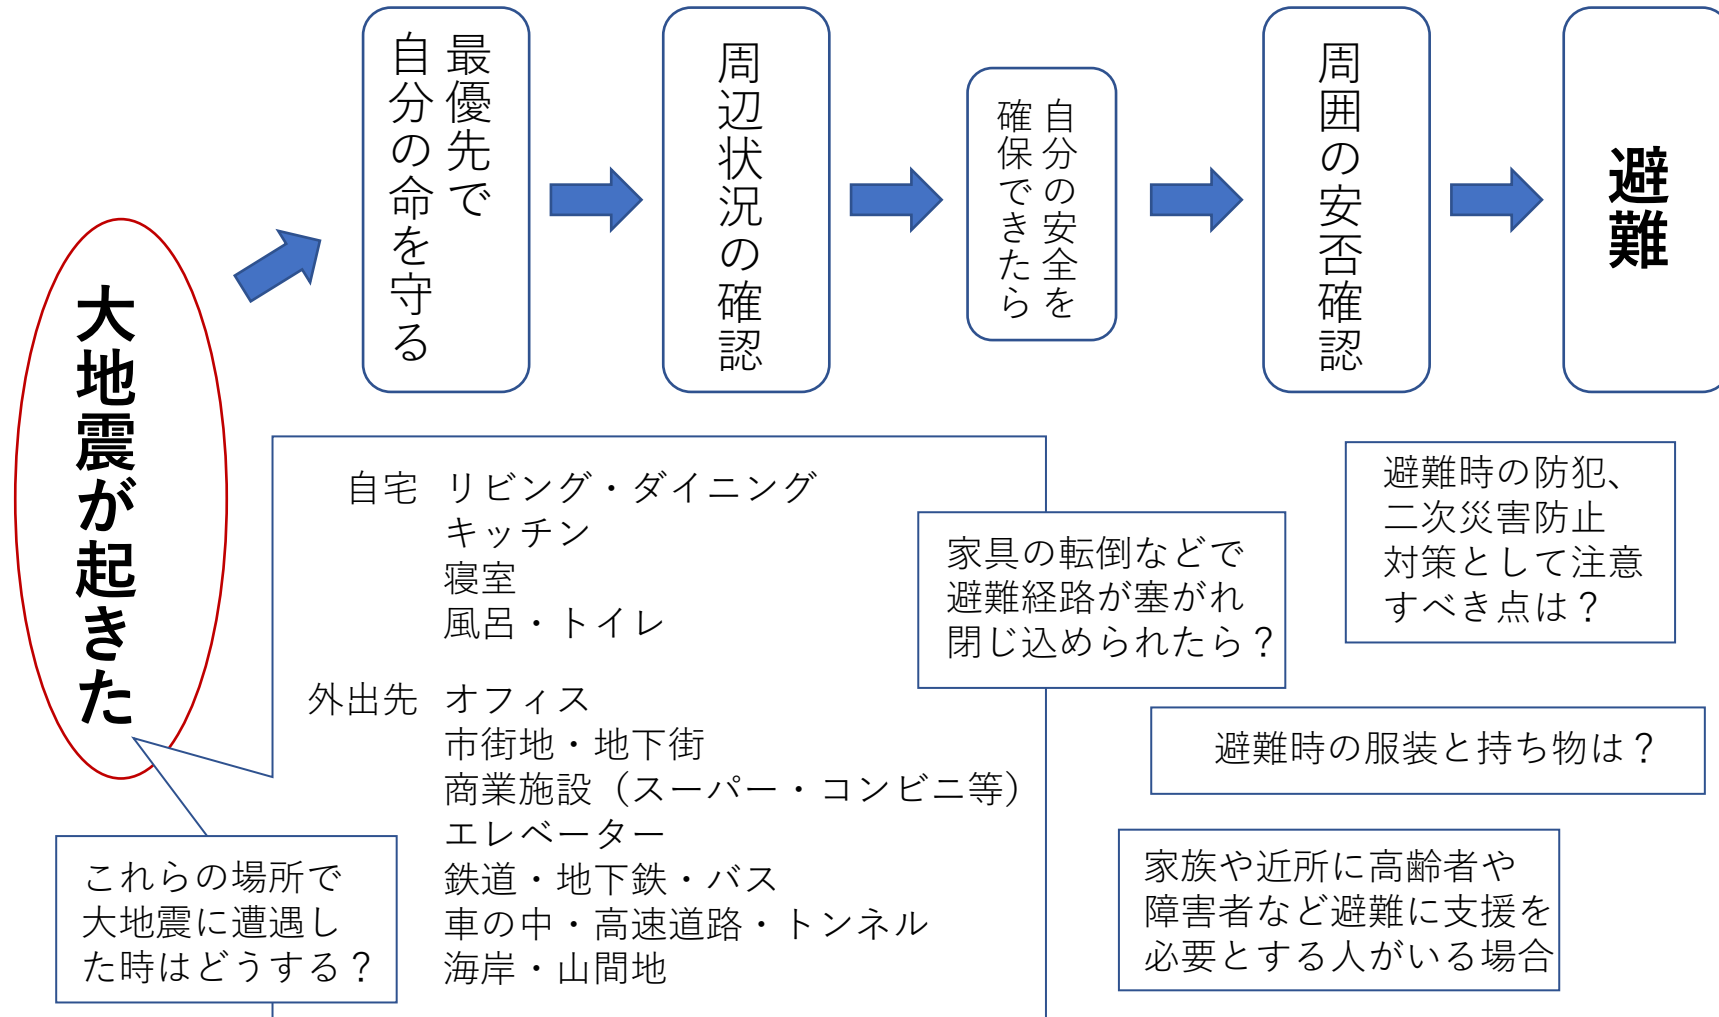 大地震が起きた
最優先で
自分の命を守る
周辺状況の確認
自分の安全を
確保できたら
周囲の安否確認
避難
自宅 リビング・ダイニング
キッチン
寝室
風呂・トイレ
外出先 オフィス
市街地・地下街
商業施設（スーパー・コンビニ等）
エレベーター
鉄道・地下鉄・バス
車の中・高速道路・トンネル
海岸・山間地
これらの場所で
大地震に遭遇し
た時はどうする？
家具の転倒などで
避難経路が塞がれ
閉じ込められたら？
避難時の防犯、
二次災害防止
対策として注意
すべき点は？
避難時の服装と持ち物は？
家族や近所に高齢者や
障害者など避難に支援を
必要とする人がいる場合